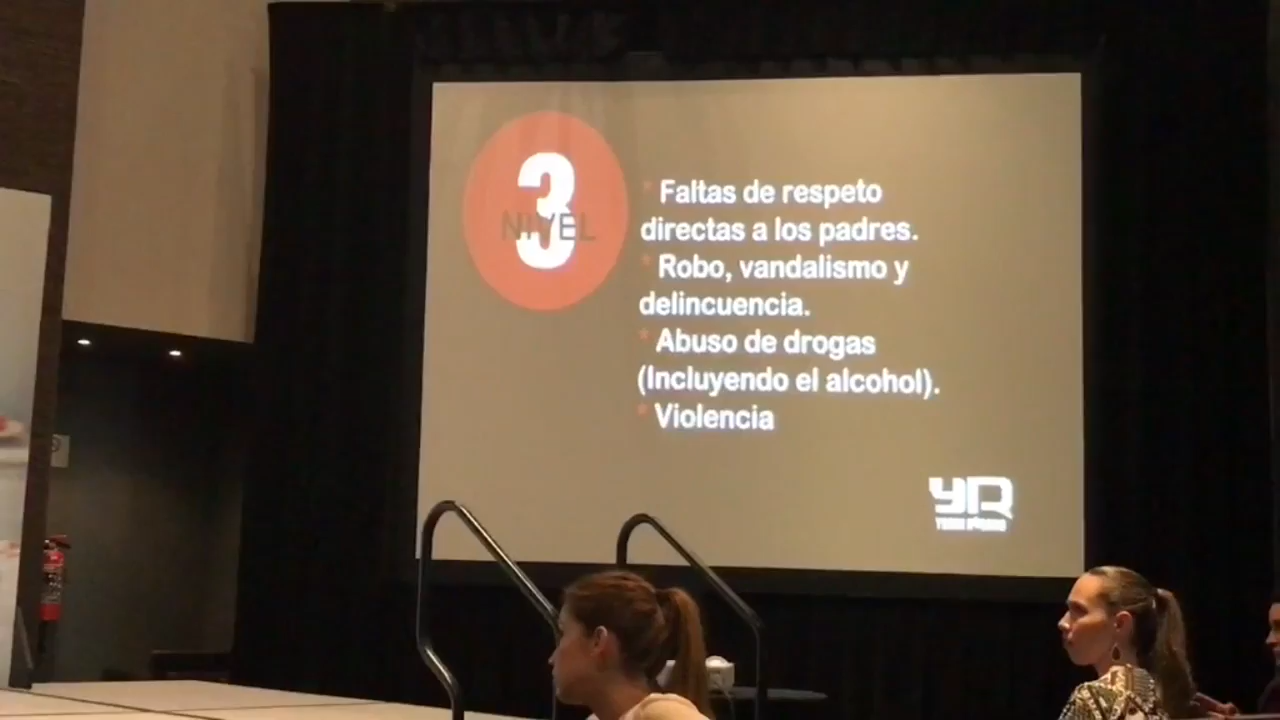 3
NIVEL
* Faltas de respeto
directas a los padres.
* Robo, vandalismo y
delincuencia.
* Abuso de drogas
(Incluyendo el alcohol).
* Violencia
YR